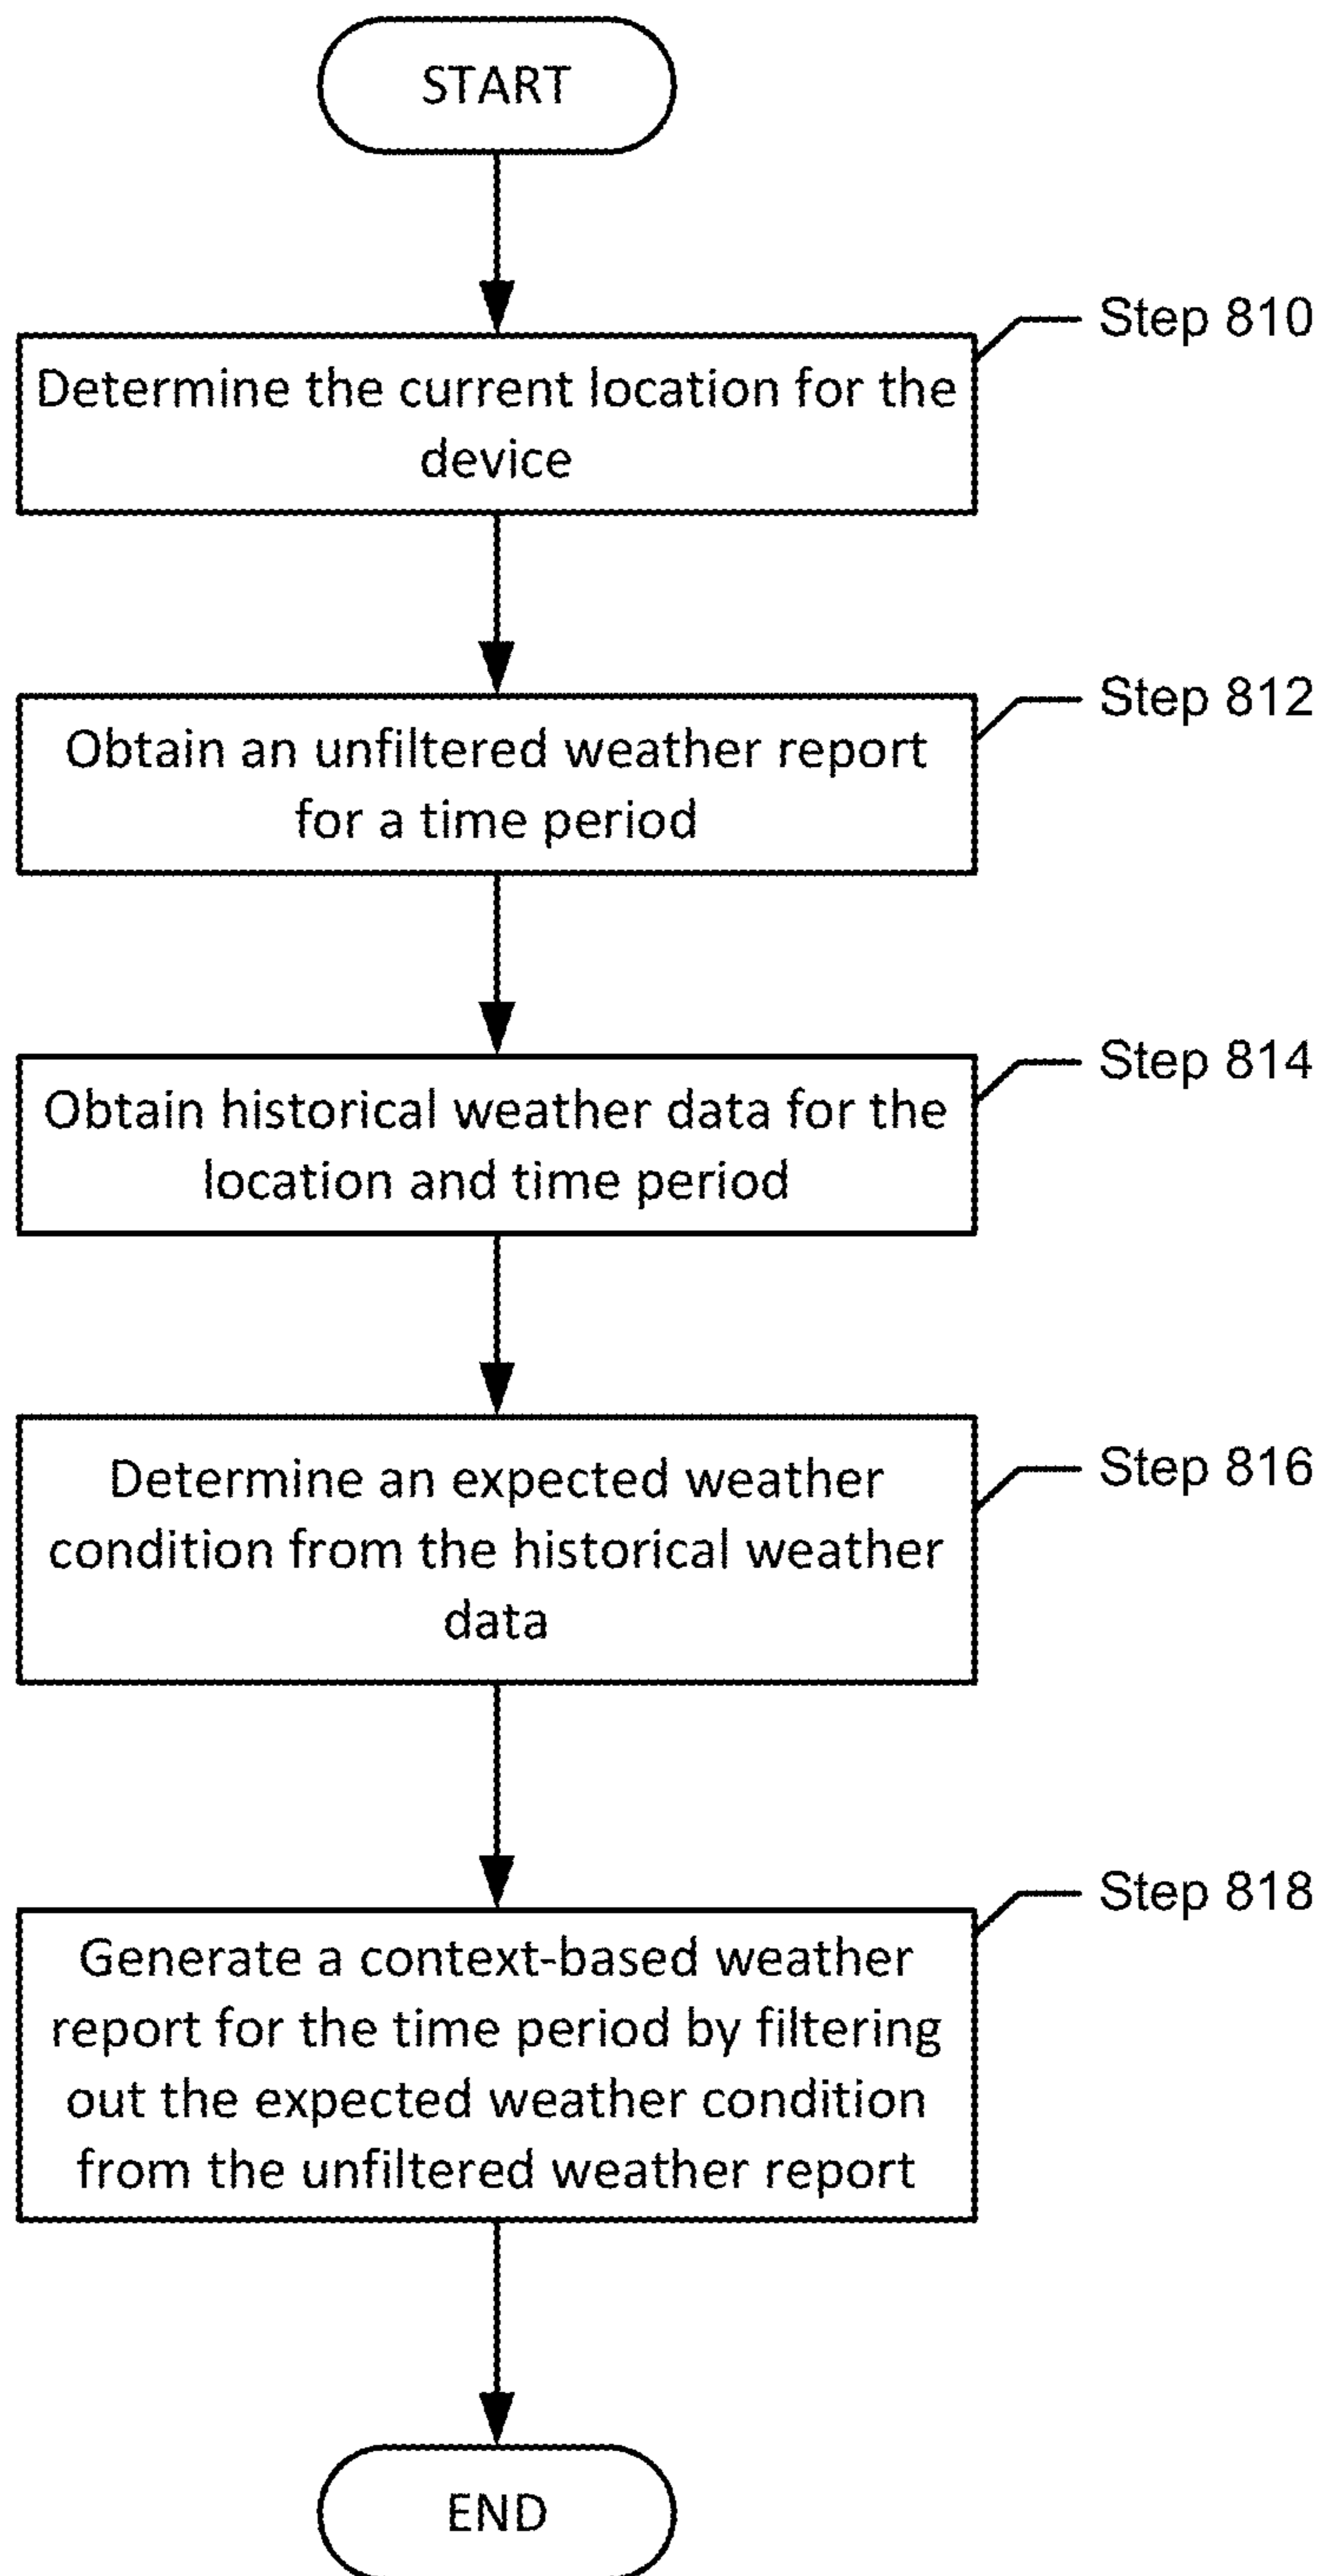 START
Step 810
Determine the current location for the
device
Step 812
Obtain an unfiltered weather report
for a time period
Step 814
Obtain historical weather data for the
location and time period
Step 816
Determine an expected weather
condition from the historical weather
data
Step 818
Generate a context-based weather
report for the time period by filtering
out the expected weather condition
from the unfiltered weather report
END